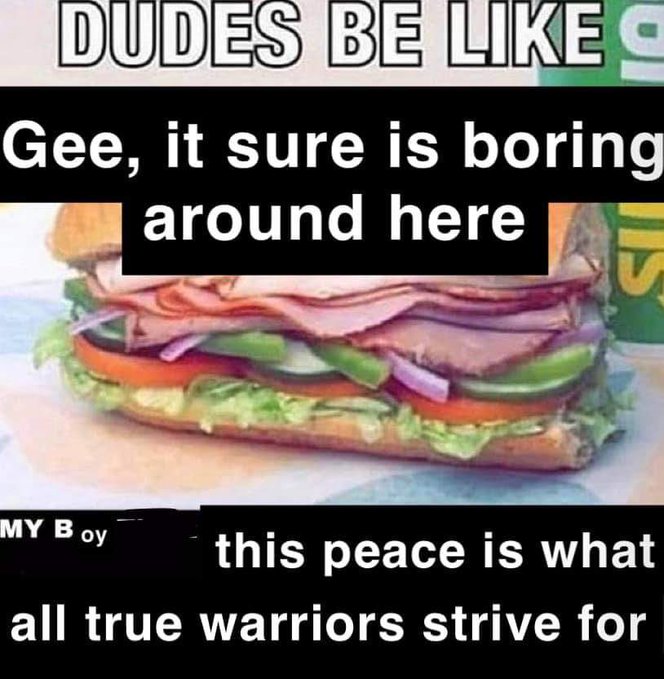 DUDES BE LIKE
Gee, it sure is boring
around here
MY B oy
this peace is what
all true warriors strive for